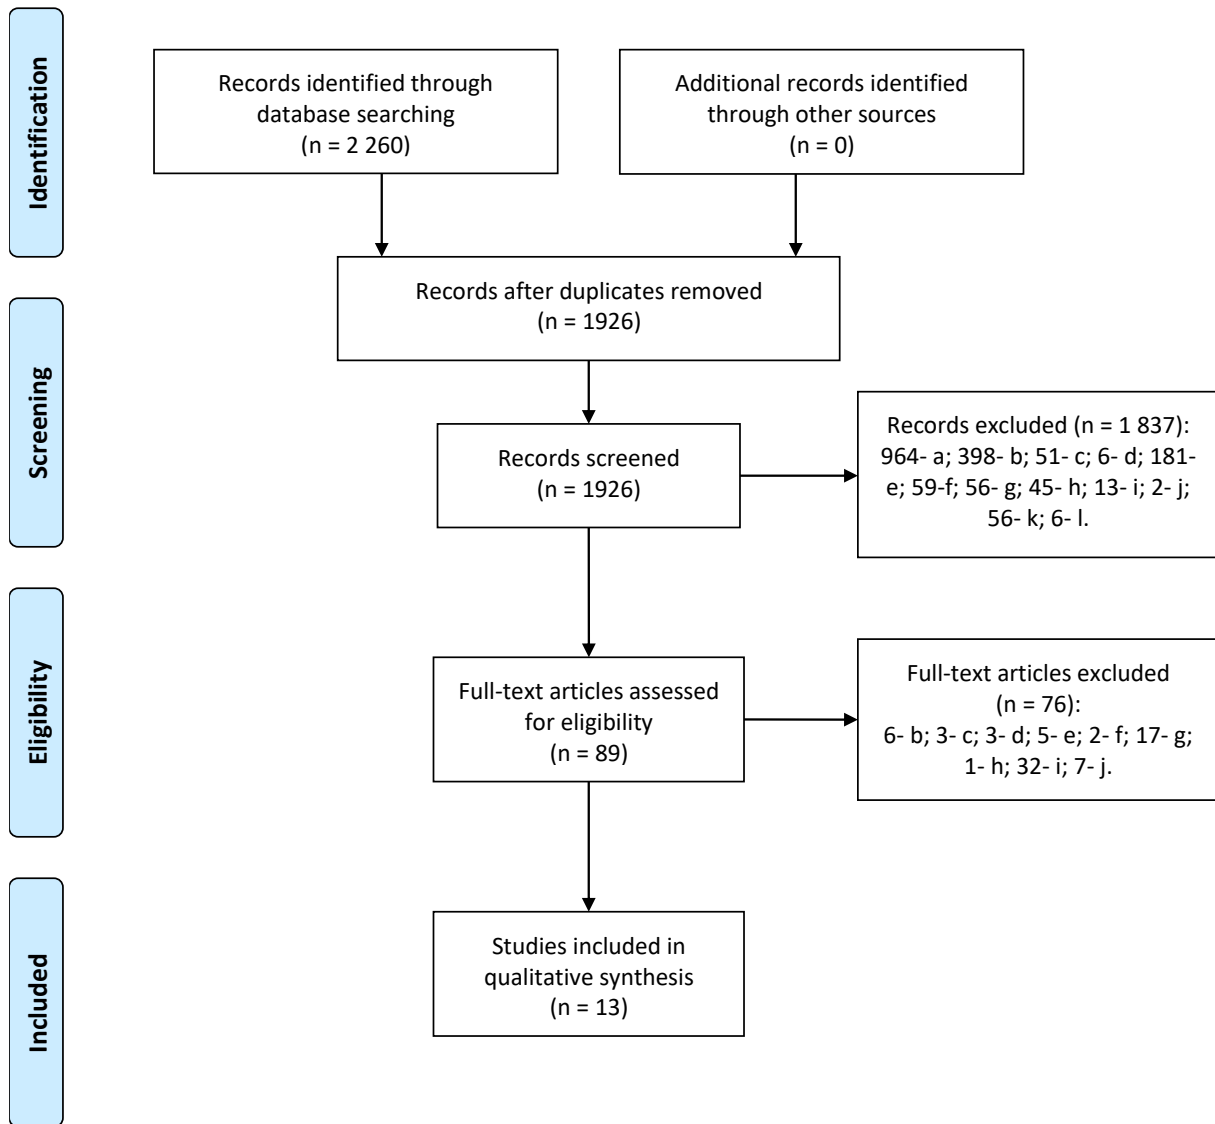 Identification
Records identified through
database searching
(n = 2 260)
Additional records identified
through other sources
(n = 0)
Records after duplicates removed
(n = 1926)
Screening
Records screened
(n = 1926)
Records excluded (n = 1 837):
964- a; 398- b; 51- c; 6- d; 181-
e; 59-f; 56- g; 45- h; 13- i; 2- j;
56- k; 6- l.
Eligibility
Full-text articles assessed
for eligibility
(n = 89)
Full-text articles excluded
(n = 76):
6- b; 3- c; 3- d; 5- e; 2- f; 17- g;
1- h; 32- i; 7- j.
Included
Studies included in
qualitative synthesis
(n = 13)